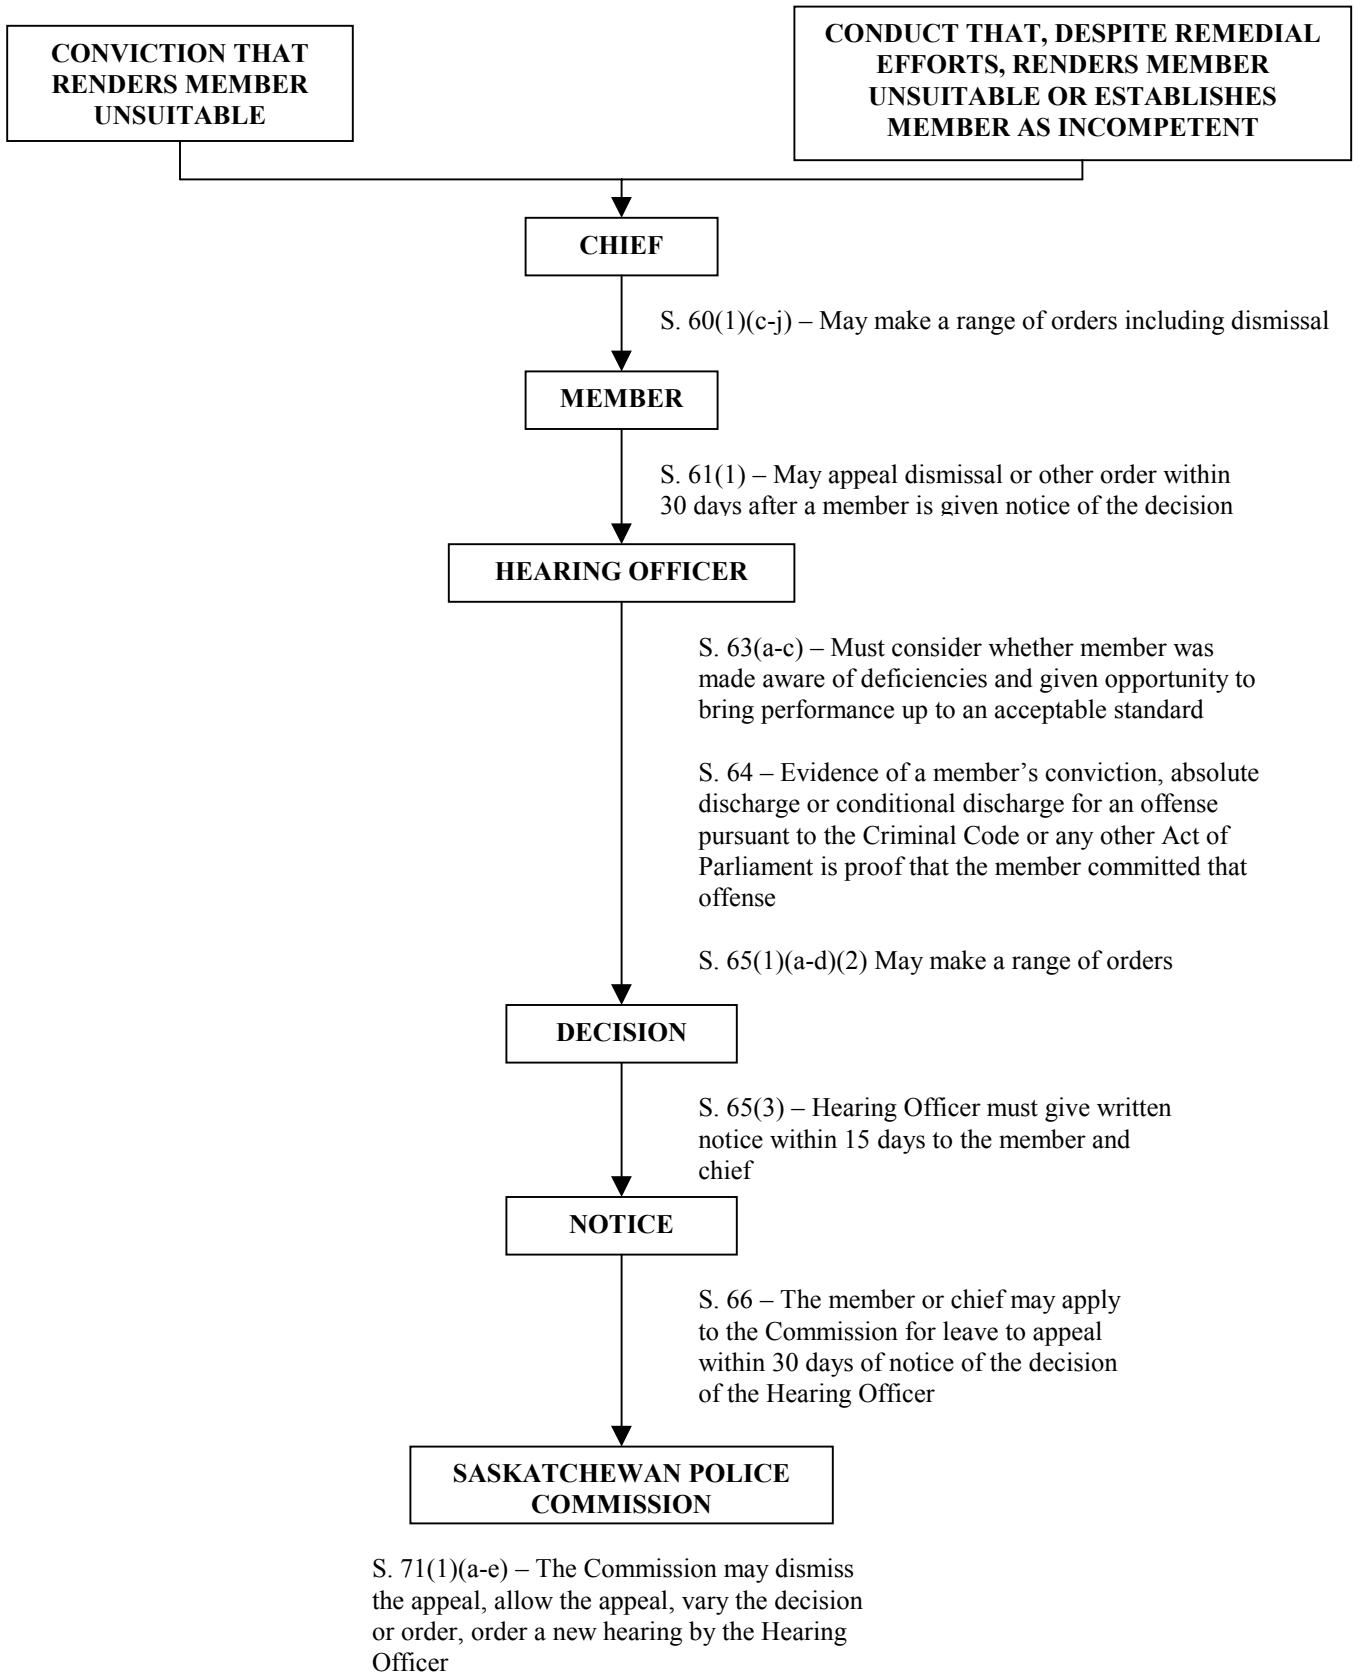 CONVICTION THAT
RENDERS MEMBER
UNSUITABLE
CONDUCT THAT, DESPITE REMEDIAL
EFFORTS, RENDERS MEMBER
UNSUITABLE OR ESTABLISHES
MEMBER AS INCOMPETENT
CHIEF
S. 60(1)(c-j) – May make a range of orders including dismissal
MEMBER
S. 61(1) – May appeal dismissal or other order within
30 days after a member is given notice of the decision
HEARING OFFICER
S. 63(a-c) – Must consider whether member was
made aware of deficiencies and given opportunity to
bring performance up to an acceptable standard
S. 64 – Evidence of a member’s conviction, absolute
discharge or conditional discharge for an offense
pursuant to the Criminal Code or any other Act of
Parliament is proof that the member committed that
offense
S. 65(1)(a-d)(2) May make a range of orders
DECISION
S. 65(3) – Hearing Officer must give written
notice within 15 days to the member and
chief
NOTICE
S. 66 – The member or chief may apply
to the Commission for leave to appeal
within 30 days of notice of the decision
of the Hearing Officer
SASKATCHEWAN POLICE
COMMISSION
S. 71(1)(a-e) – The Commission may dismiss
the appeal, allow the appeal, vary the decision
or order, order a new hearing by the Hearing
Officer